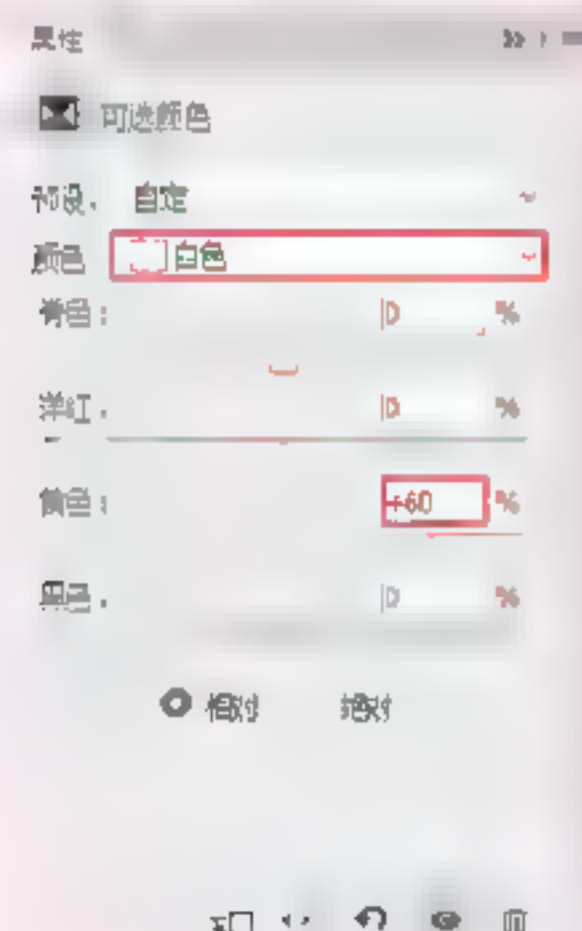 属性
可选颜色
预设: 自定
颜色 白色
青色: 0 %
洋红: 0 %
黄色: +60 %
黑色: 0 %
相对 绝对